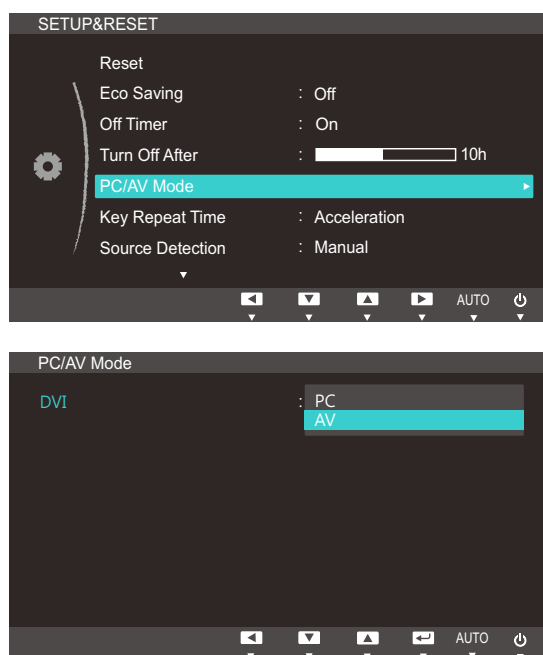 SETUP&RESET
Reset
Eco Saving : Off
Off Timer : On
Turn Off After : 10h
PC/AV Mode
Key Repeat Time : Acceleration
Source Detection : Manual
AUTO
PC/AV Mode
DVI : PC
AV
AUTO